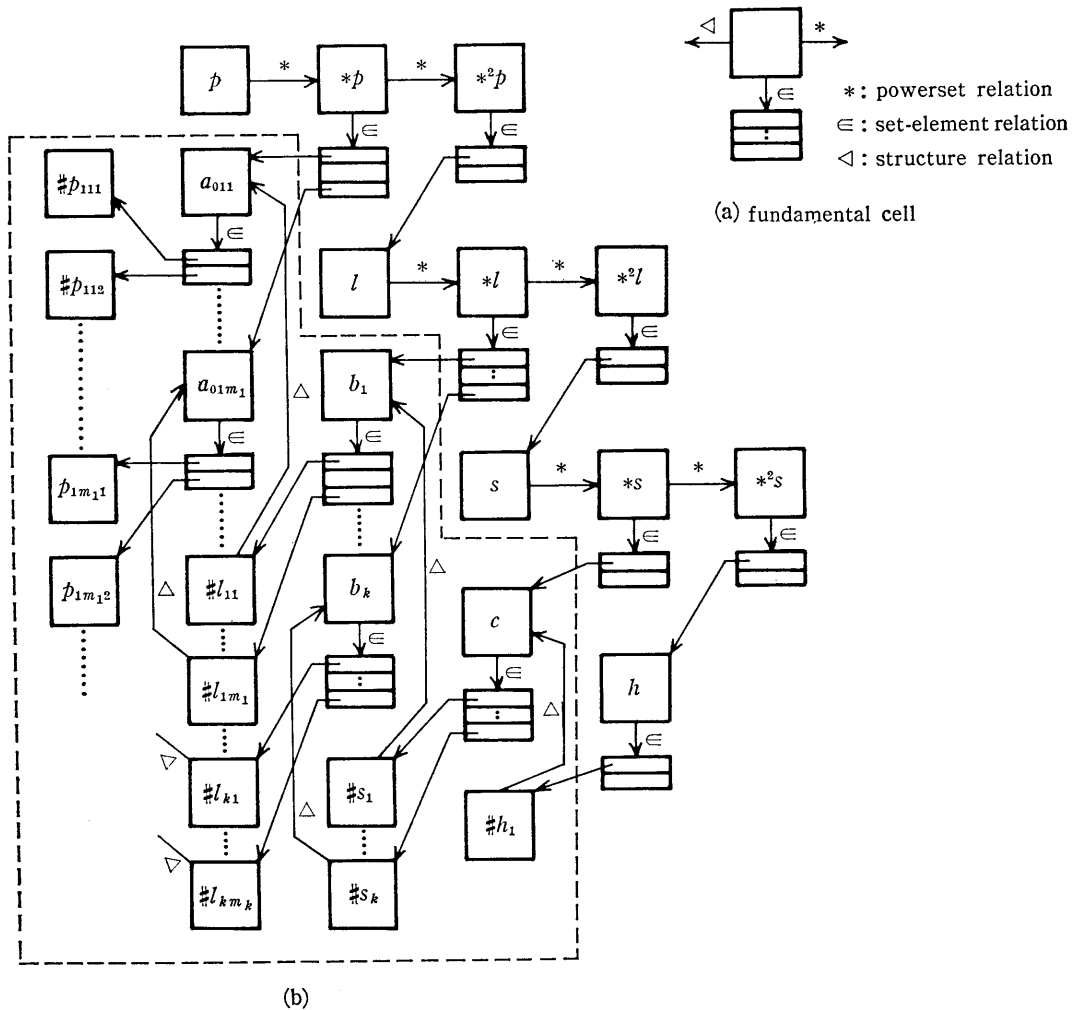 p * *p * *²p
∈ ∈
◁ *
∈
* : powerset relation
∈ : set-element relation
◁ : structure relation
(a) fundamental cell
#p₁₁₁ a₀₁₁
∈
#p₁₁₂
l * *l * *²l
∈ ∈
a₀₁ₘ₁ △ b₁
∈ ∈
p₁ₘ₁₁
s * *s * *²s
∈ ∈
p₁ₘ₁₂ △ #l₁₁ bₖ △ c
∈ ∈
#l₁ₘ₁
h
∈
△
◁ #lₖ₁ △ #s₁ #h₁
◁ #lₖₘₖ #sₖ
(b)